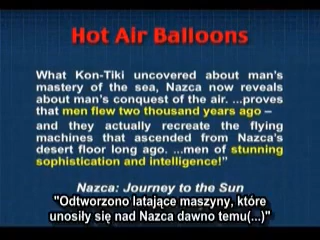 Hot Air Balloons
What Kon-Tiki uncovered about man's
mastery of the sea, Nazca now reveals
about man's conquest of the air. ...proves
that men flew two thousand years ago –
and they actually recreate the flying
machines that ascended from Nazca's
desert floor long ago. ...men of stunning
sophistication and intelligence!"
Nazca: Journey to the Sun
"Odtworzono latające maszyny, które
unosiły się nad Nazca dawno temu(...)"